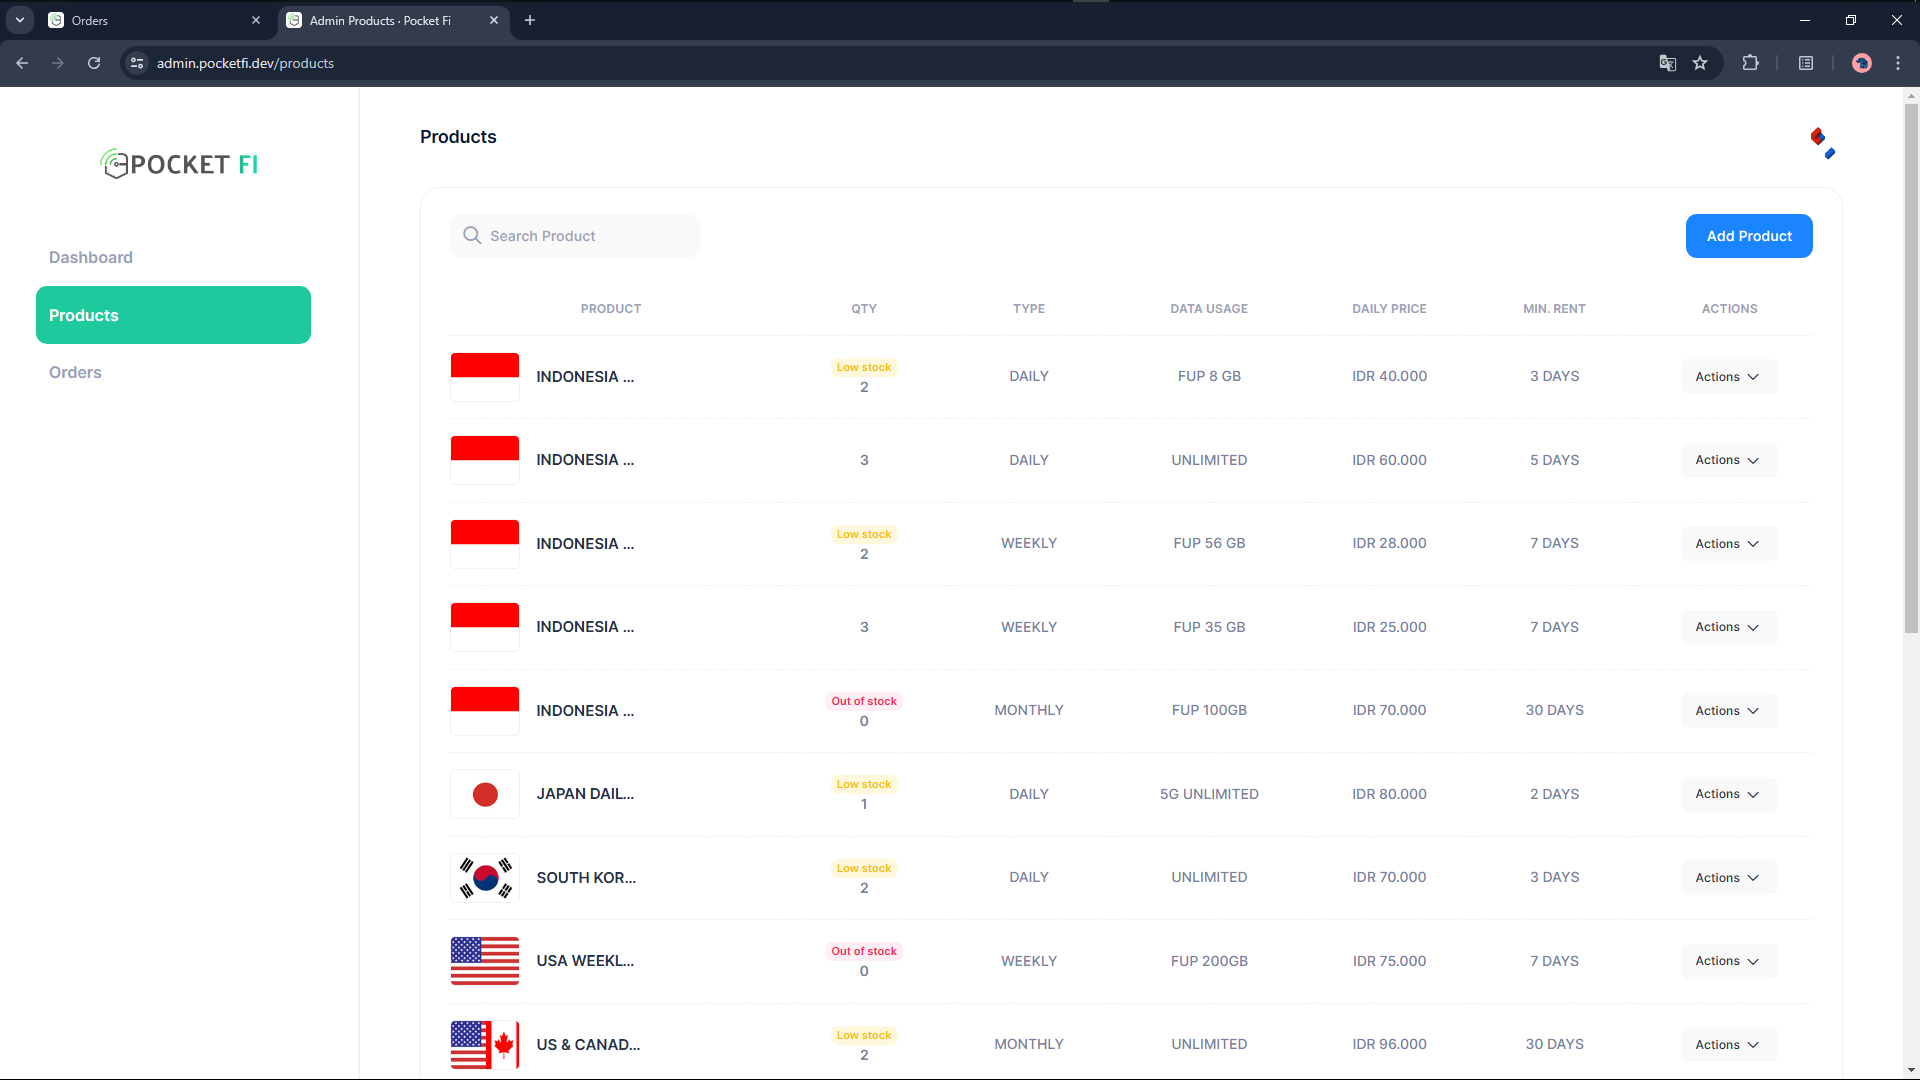 Orders
Admin Products · Pocket Fi
admin.pocketfi.dev/products
POCKET FI
Dashboard
Products
Orders
Products
Search Product
Add Product
PRODUCT QTY TYPE DATA USAGE DAILY PRICE MIN. RENT ACTIONS
INDONESIA ... Low stock 2 DAILY FUP 8 GB IDR 40.000 3 DAYS Actions
INDONESIA ... 3 DAILY UNLIMITED IDR 60.000 5 DAYS Actions
INDONESIA ... Low stock 2 WEEKLY FUP 56 GB IDR 28.000 7 DAYS Actions
INDONESIA ... 3 WEEKLY FUP 35 GB IDR 25.000 7 DAYS Actions
INDONESIA ... Out of stock 0 MONTHLY FUP 100GB IDR 70.000 30 DAYS Actions
JAPAN DAIL... Low stock 1 DAILY 5G UNLIMITED IDR 80.000 2 DAYS Actions
SOUTH KOR... Low stock 2 DAILY UNLIMITED IDR 70.000 3 DAYS Actions
USA WEEKL... Out of stock 0 WEEKLY FUP 200GB IDR 75.000 7 DAYS Actions
US & CANAD... Low stock 2 MONTHLY UNLIMITED IDR 96.000 30 DAYS Actions